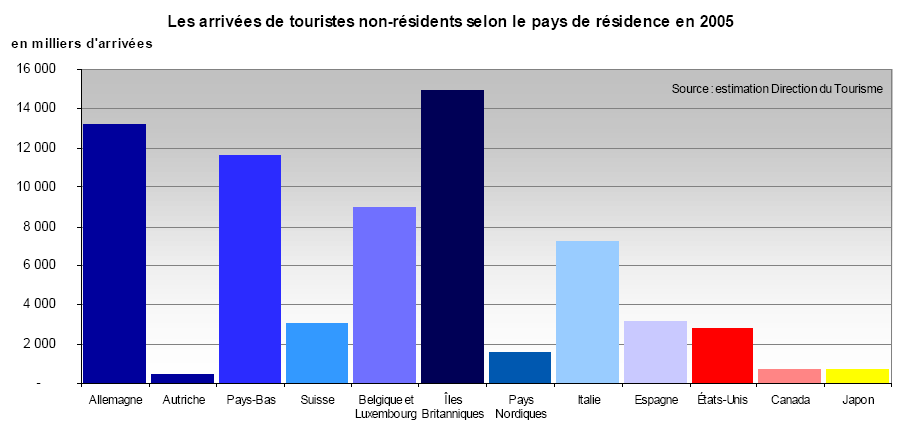 Les arrivées de touristes non-résidents selon le pays de résidence en 2005
en milliers d'arrivées
16 000
Source : estimation Direction du Tourisme
14 000
12 000
10 000
8 000
6 000
4 000
2 000
-
Allemagne Autriche Pays-Bas Suisse Belgique et Îles Pays Italie Espagne États-Unis Canada Japon
Luxembourg Britanniques Nordiques